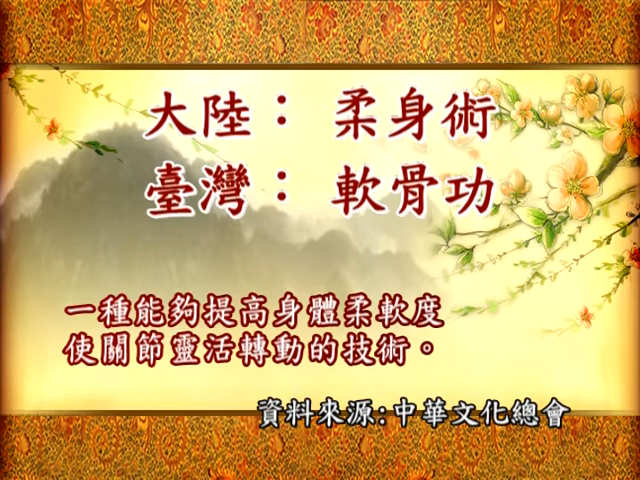 大陸： 柔身術
臺灣： 軟骨功
一種能夠提高身體柔軟度
使關節靈活轉動的技術。
資料來源:中華文化總會